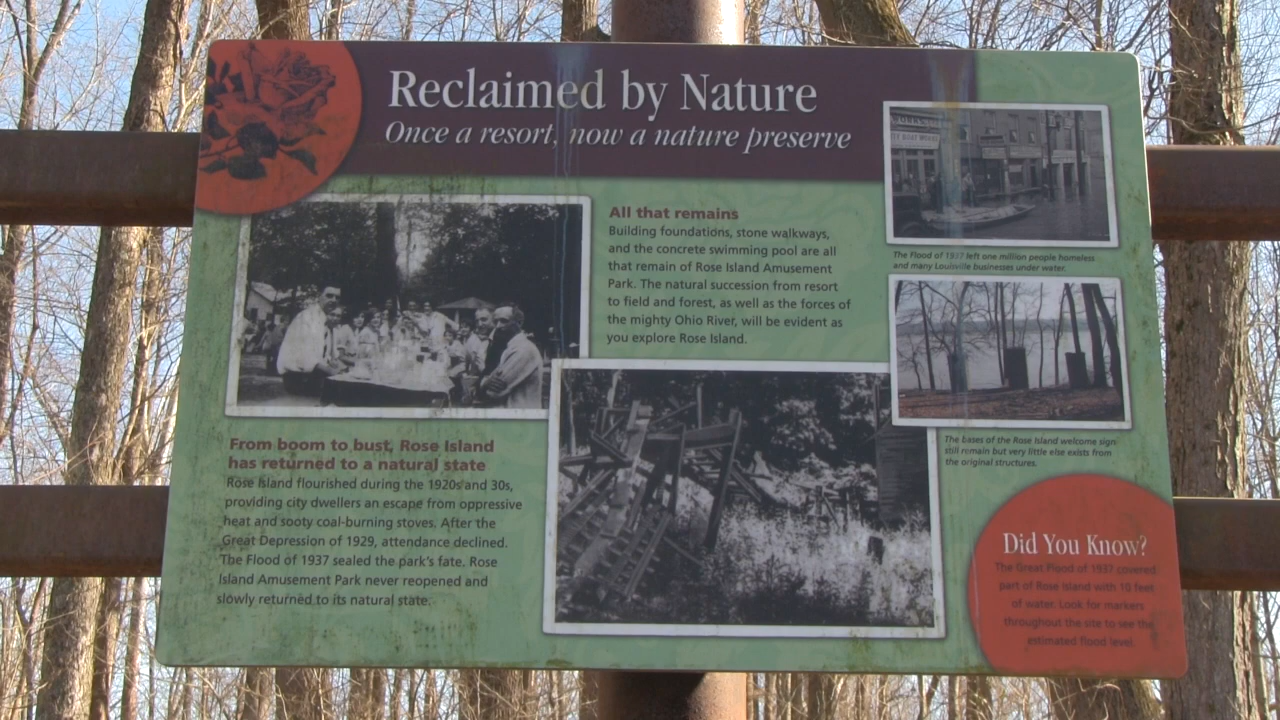 Reclaimed by Nature
Once a resort, now a nature preserve
All that remains
Building foundations, stone walkways,
and the concrete swimming pool are all
that remain of Rose Island Amusement
Park. The natural succession from resort
to field and forest, as well as the forces of
the mighty Ohio River, will be evident as
you explore Rose Island.
From boom to bust, Rose Island
has returned to a natural state
Rose Island flourished during the 1920s and 30s,
providing city dwellers an escape from oppressive
heat and sooty coal-burning stoves. After the
Great Depression of 1929, attendance declined.
The Flood of 1937 sealed the park's fate. Rose
Island Amusement Park never reopened and
slowly returned to its natural state.
The Flood of 1937 left one million people homeless
and many Louisville businesses under water.
The bases of the Rose Island welcome sign
still remain but very little else exists from
the original structures.
Did You Know?
The Great Flood of 1937 covered
part of Rose Island with 10 feet
of water. Look for markers
throughout the site to see the
estimated flood level.